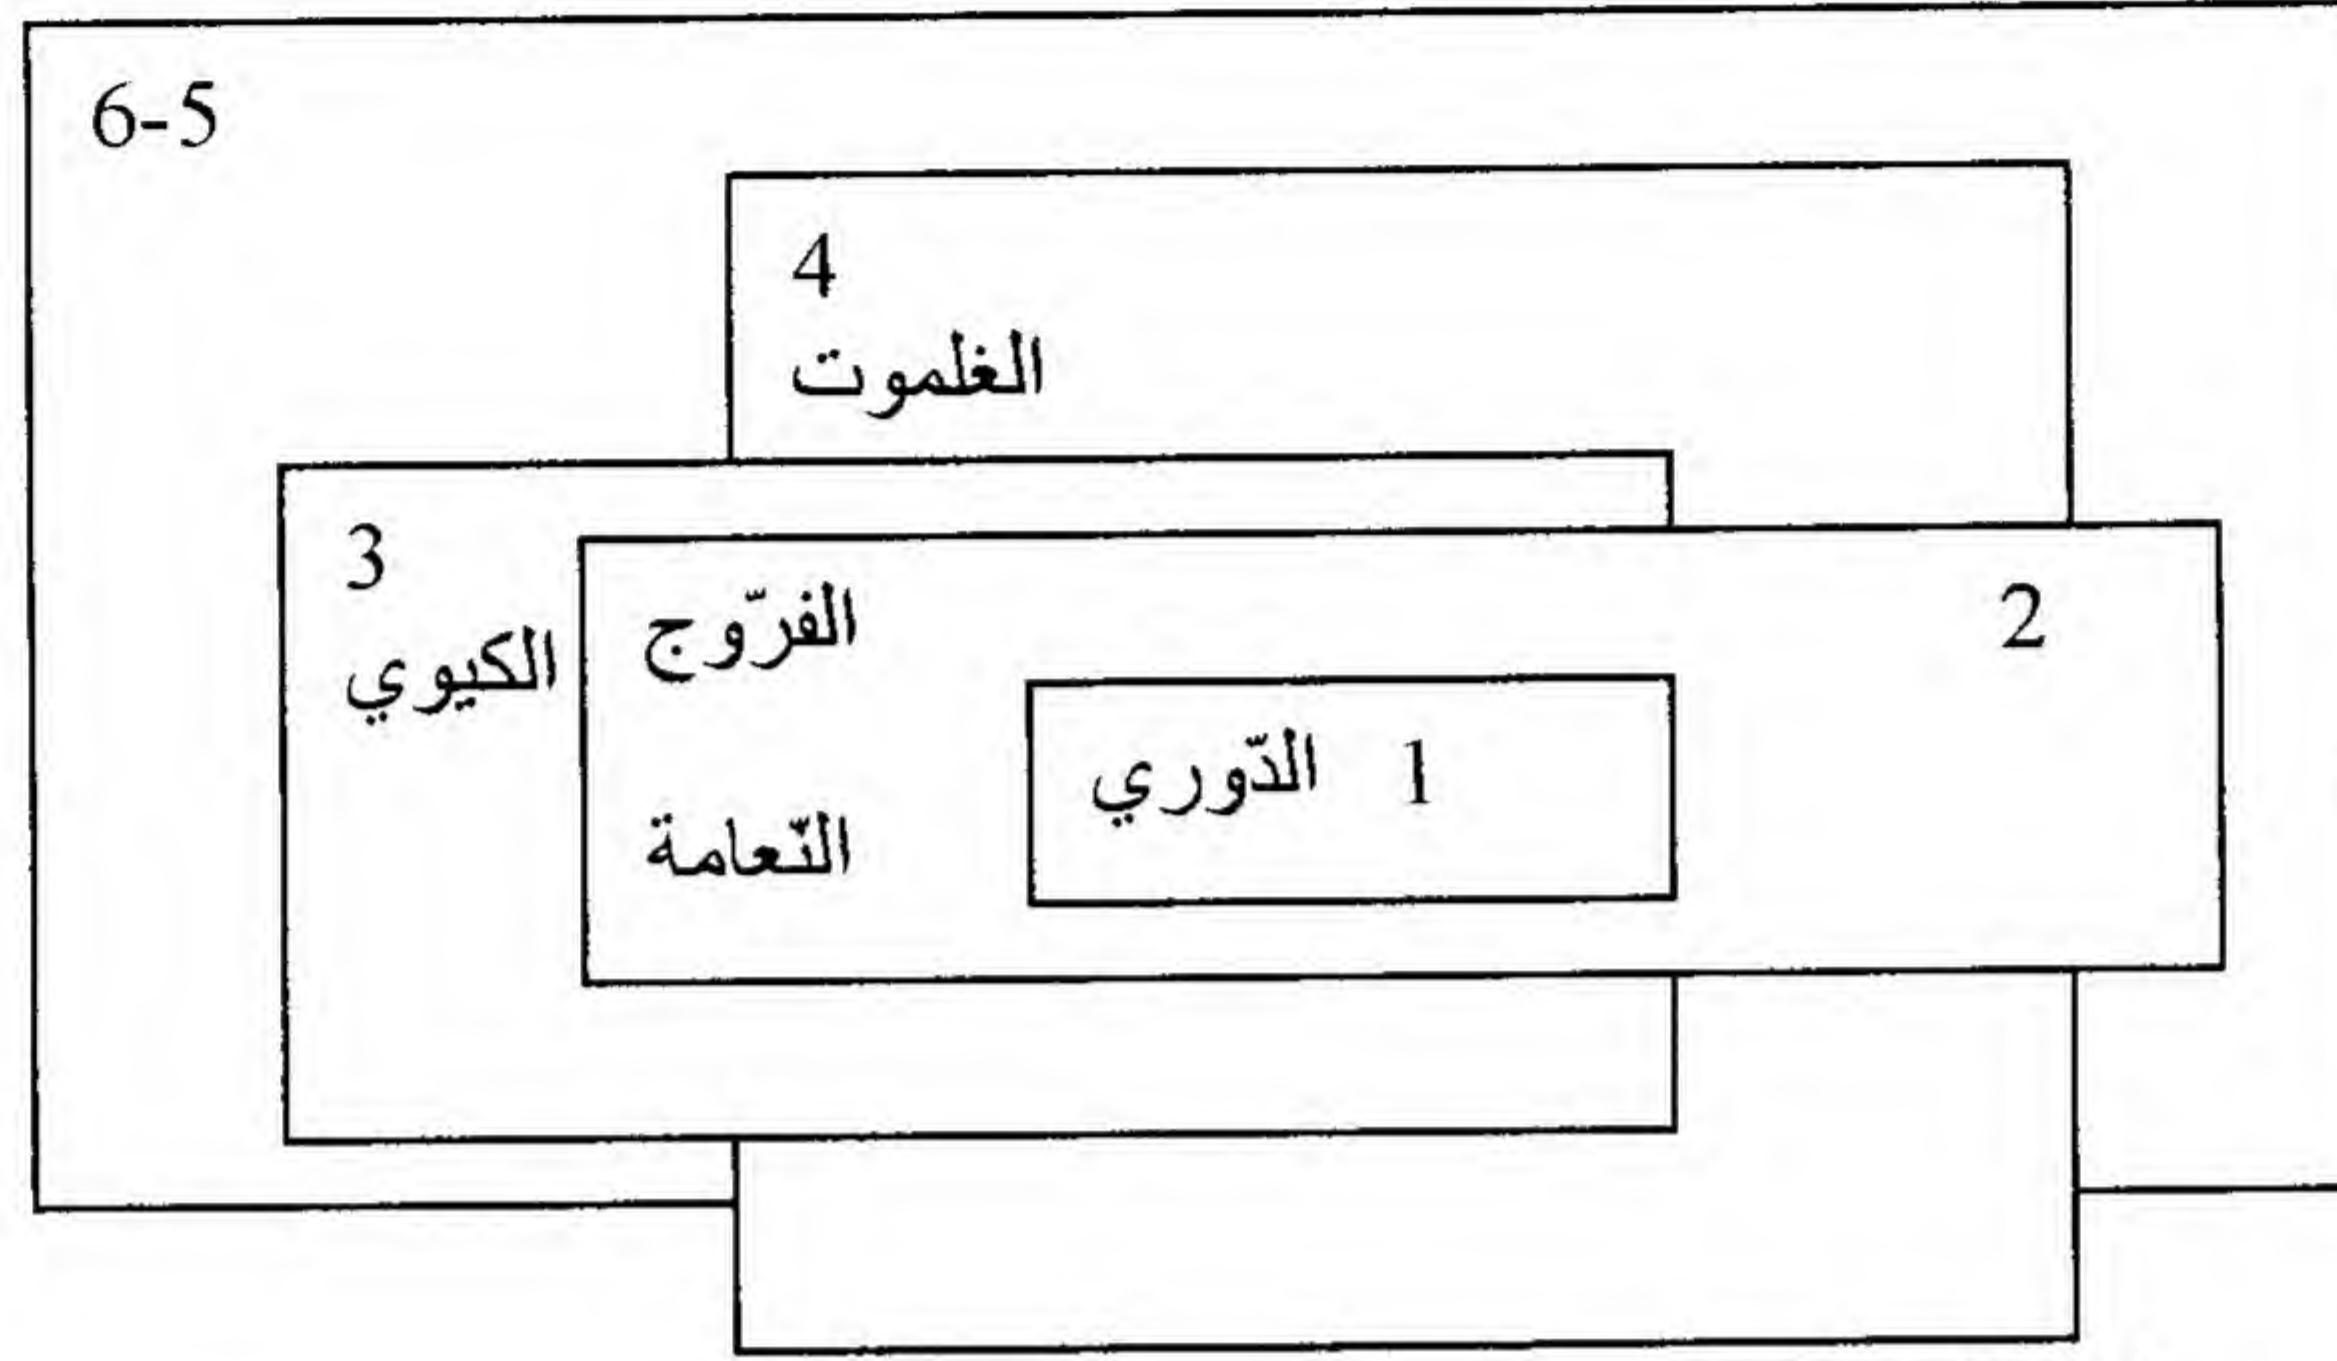 6-5
4
الغلموت
3
الكيوي
2
الفرّوج
1 الدّوري
النّعامة